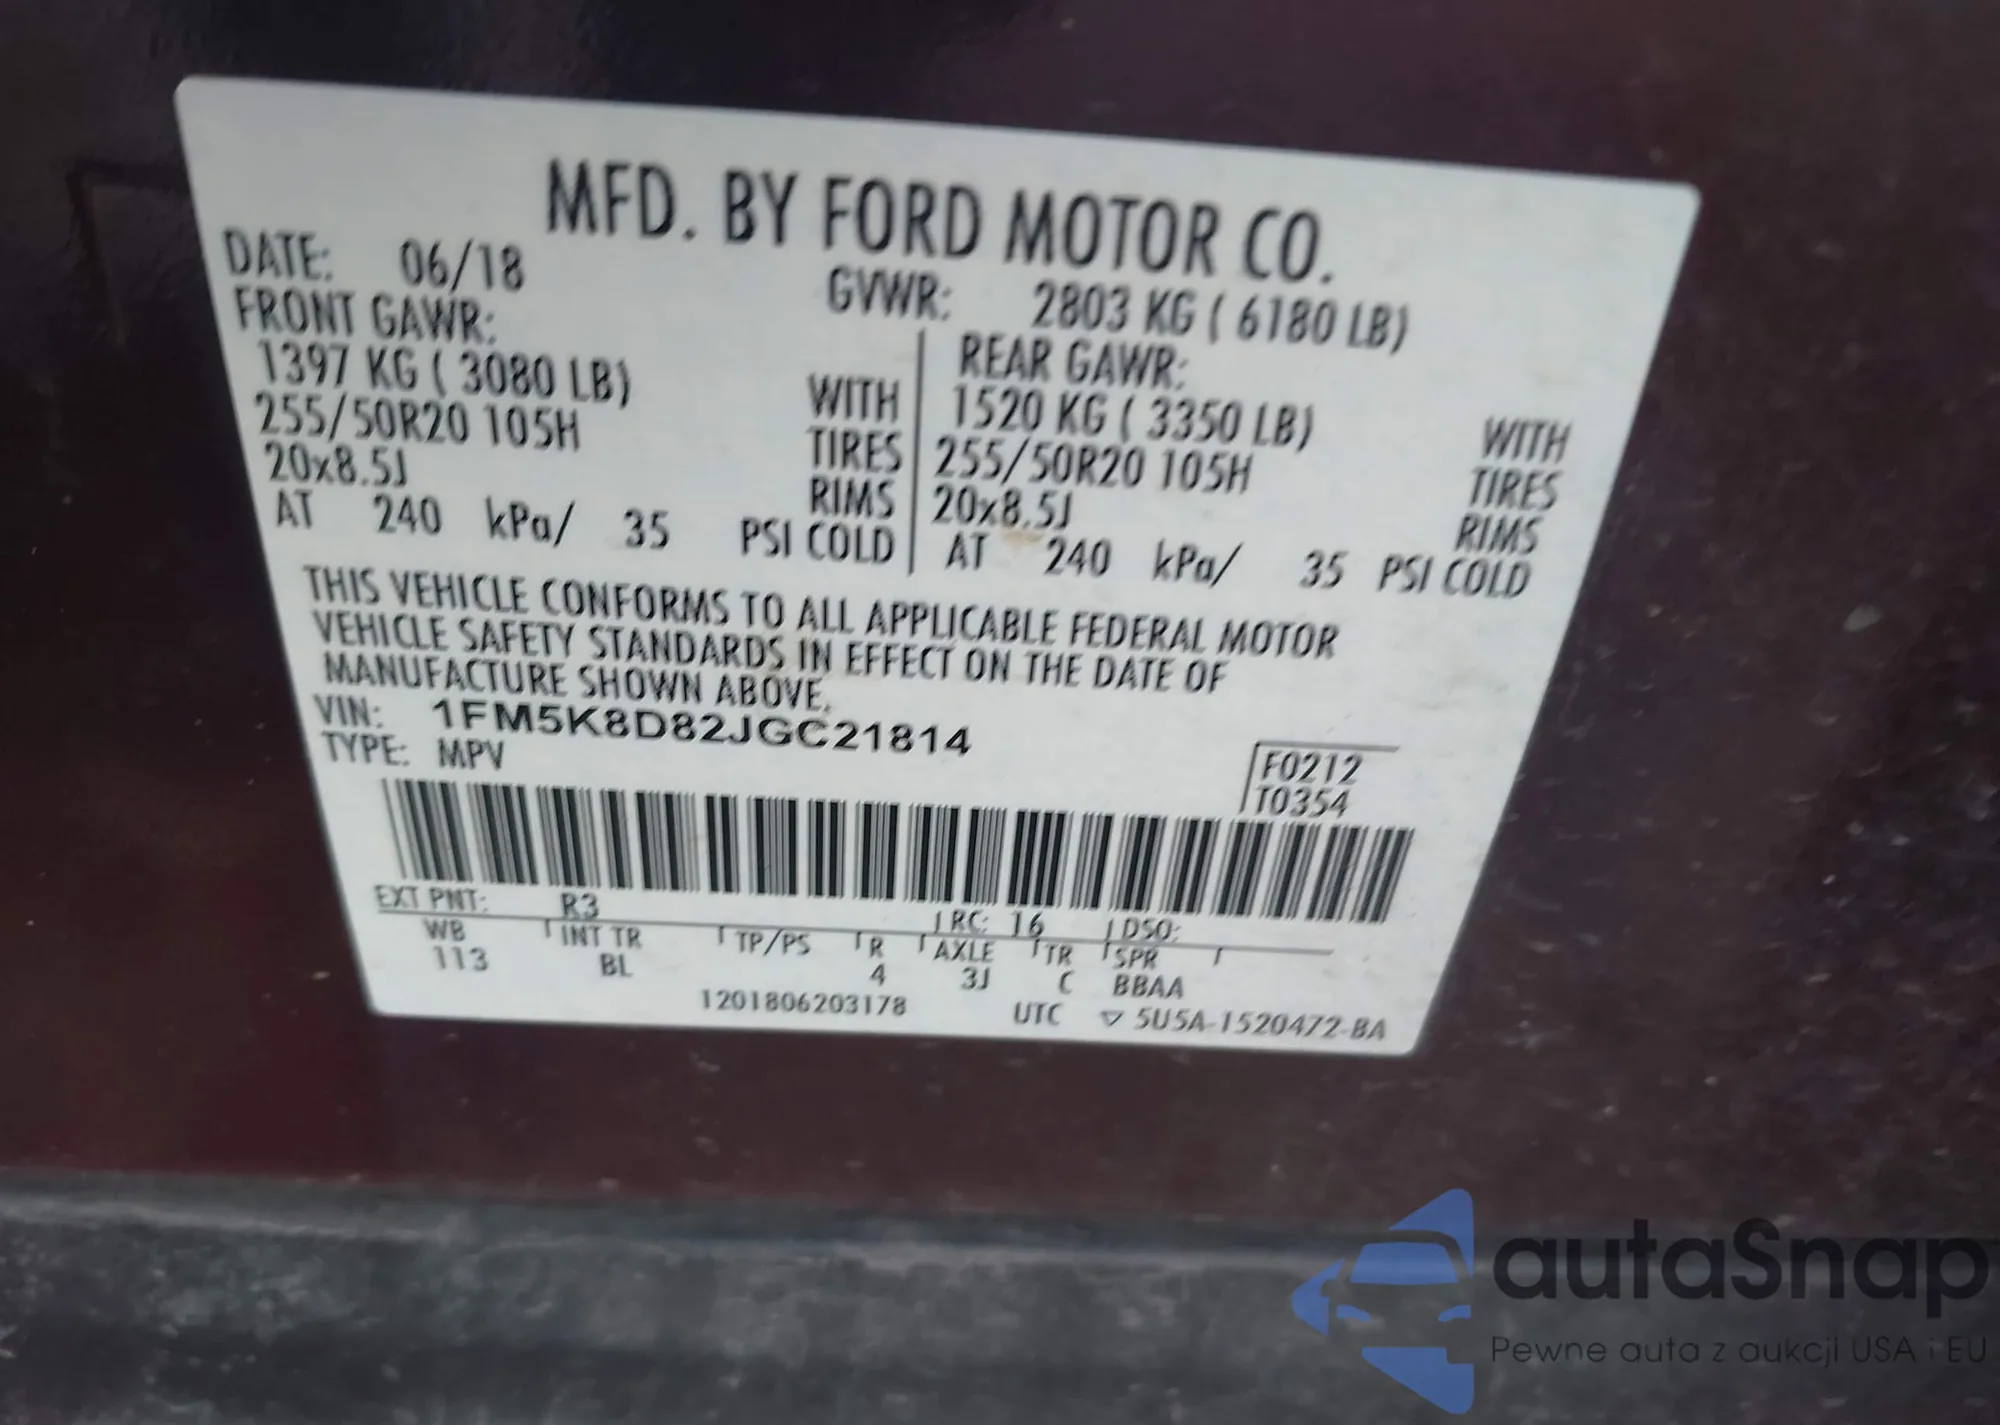 MFD. BY FORD MOTOR CO.
DATE: 06/18 GVWR: 2803 KG ( 6180 LB)
FRONT GAWR: REAR GAWR:
1397 KG ( 3080 LB) WITH 1520 KG ( 3350 LB) WITH
255/50R20 105H TIRES 255/50R20 105H TIRES
20x8.5J RIMS 20x8.5J RIMS
AT 240 kPa/ 35 PSI COLD AT 240 kPa/ 35 PSI COLD
THIS VEHICLE CONFORMS TO ALL APPLICABLE FEDERAL MOTOR
VEHICLE SAFETY STANDARDS IN EFFECT ON THE DATE OF
MANUFACTURE SHOWN ABOVE.
VIN: 1FM5K8D82JGC21814
TYPE: MPV
F0212
T0354
EXT PNT: R3 RC: 16 DSO:
WB INT TR TP/PS R AXLE TR SPR
113 BL 4 3J C BBAA
1201806203178 UTC ▽ 5U5A-1520472-BA
autaSnap
Pewne auta z aukcji USA i EU